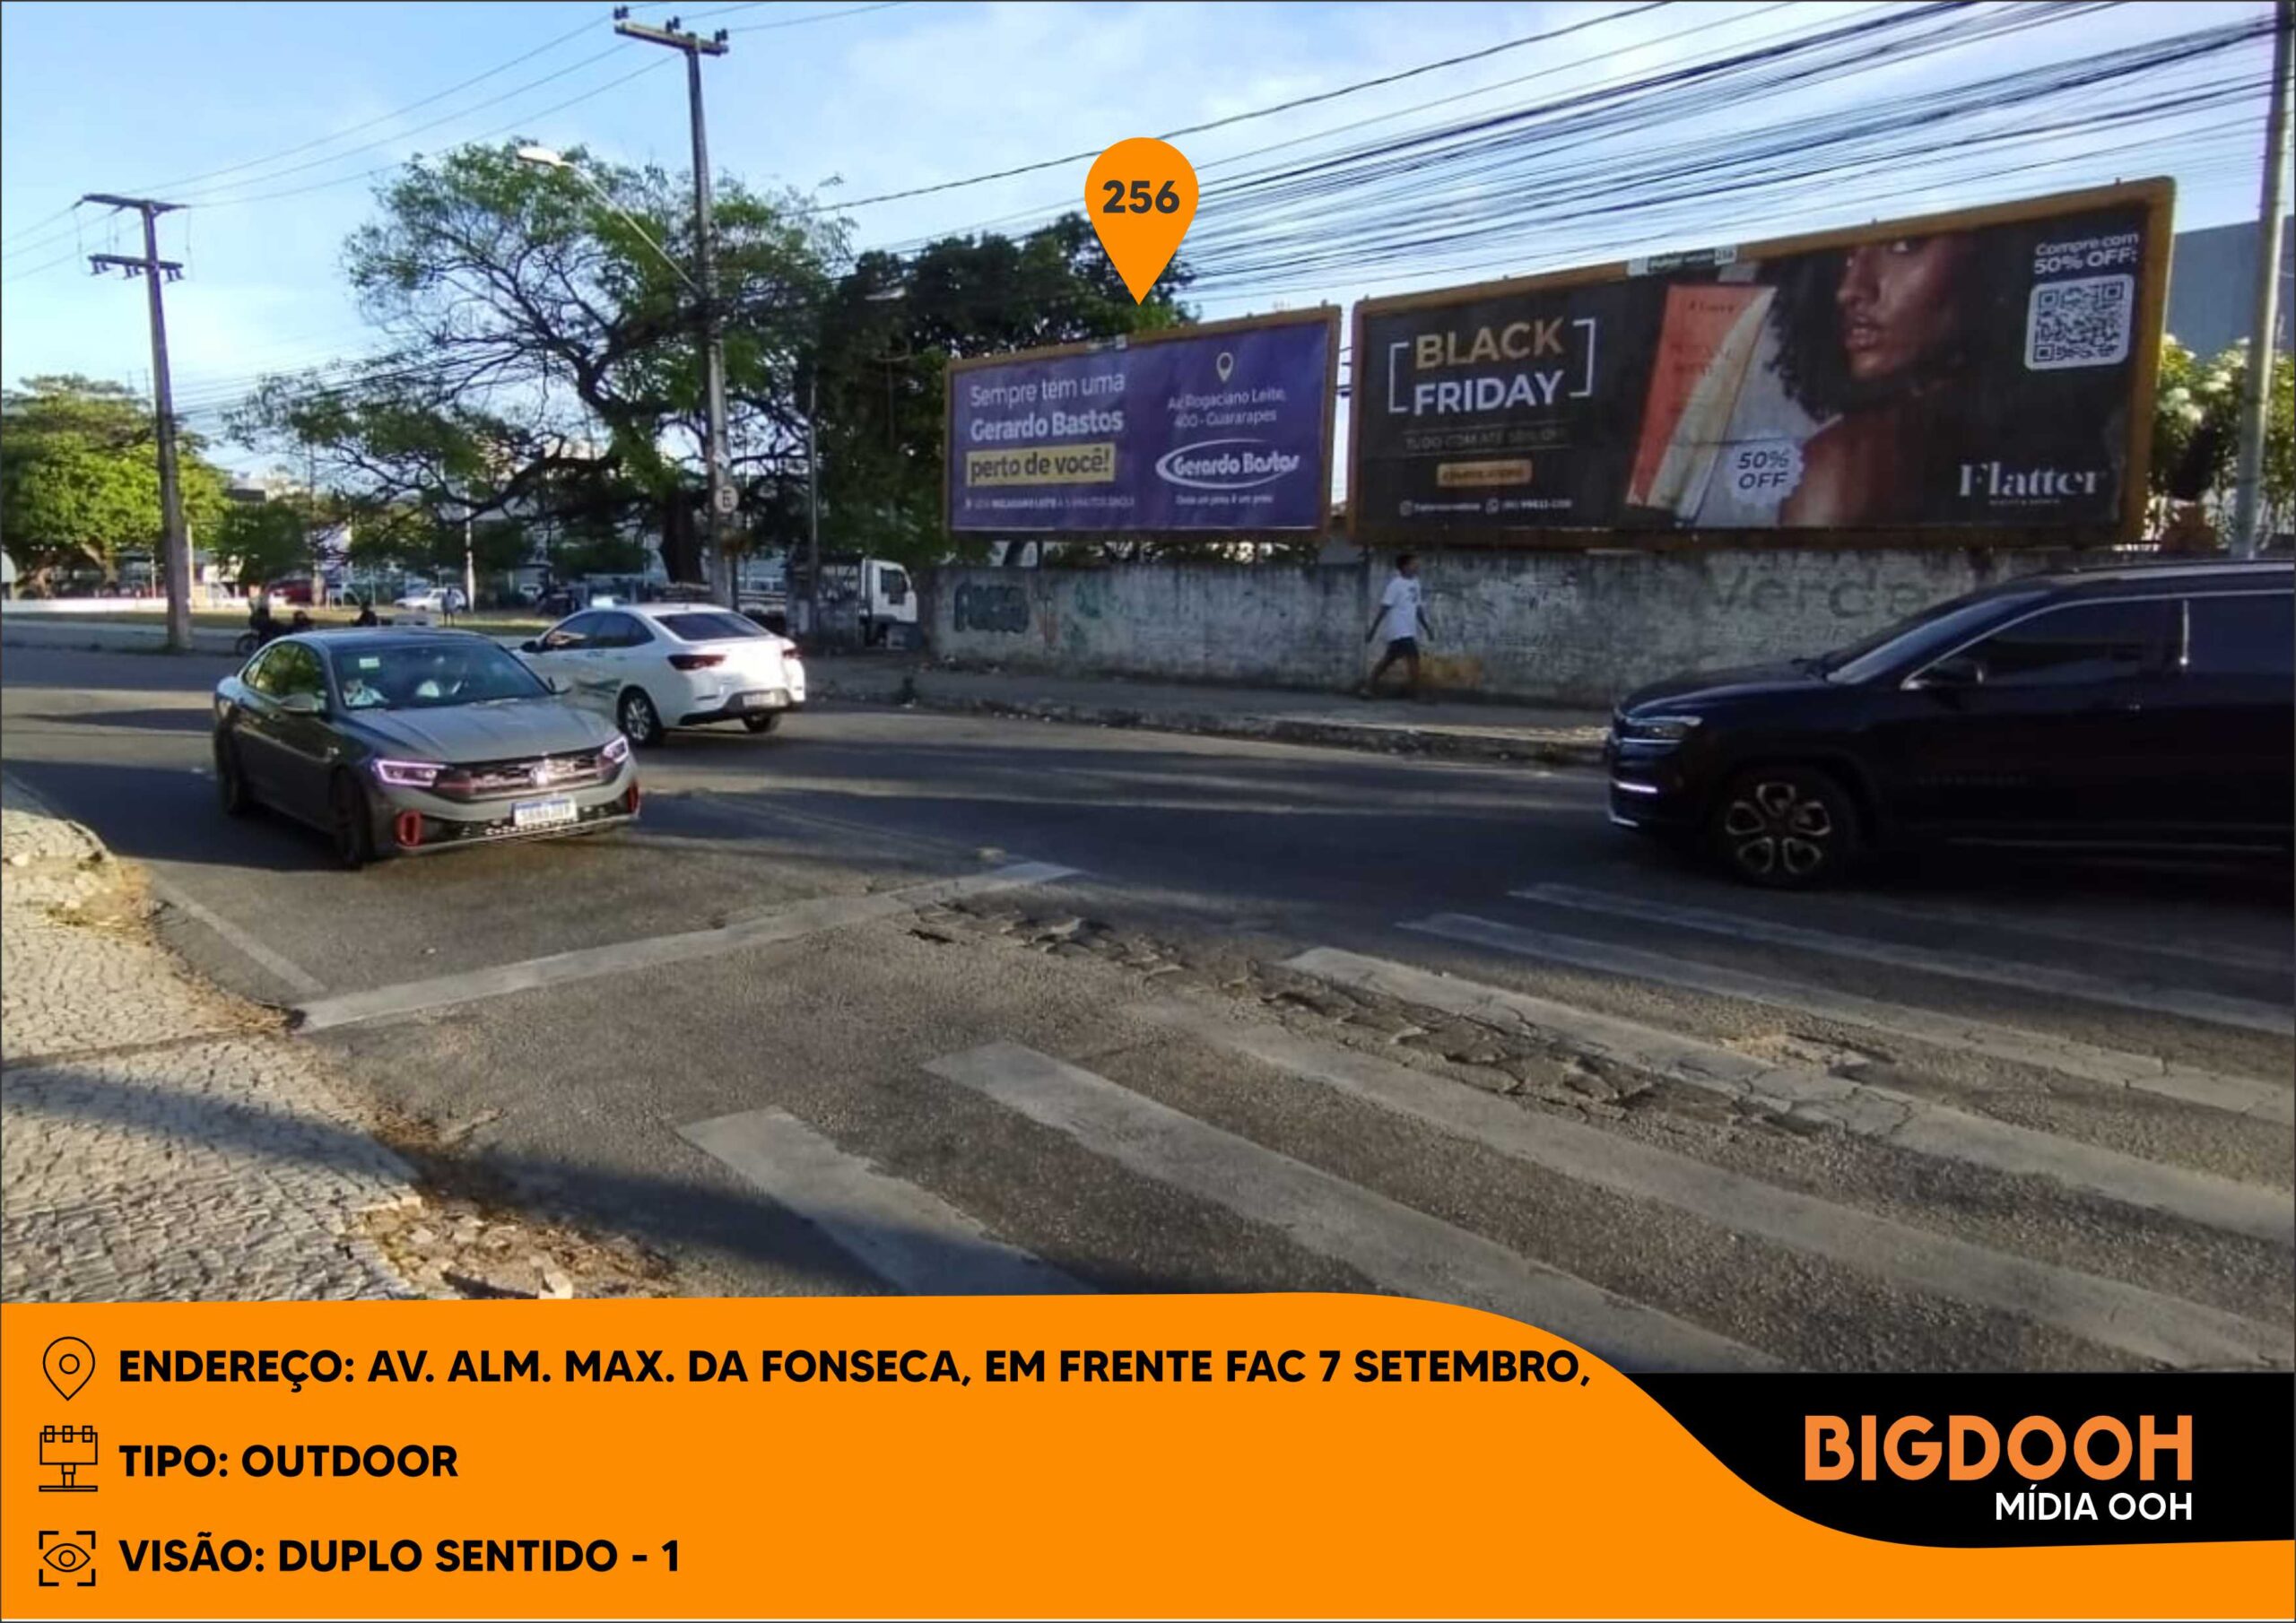 256
Sempre tem uma
Gerardo Bastos
perto de você!
Av. Rogaciano Leite,
400 - Guararapes
Gerardo Bastos
BLACK
FRIDAY
50%
OFF
Compre com
50% OFF:
Flatter
Verde
ENDEREÇO: AV. ALM. MAX. DA FONSECA, EM FRENTE FAC 7 SETEMBRO,
TIPO: OUTDOOR
VISÃO: DUPLO SENTIDO - 1
BIGDOOH
MÍDIA OOH